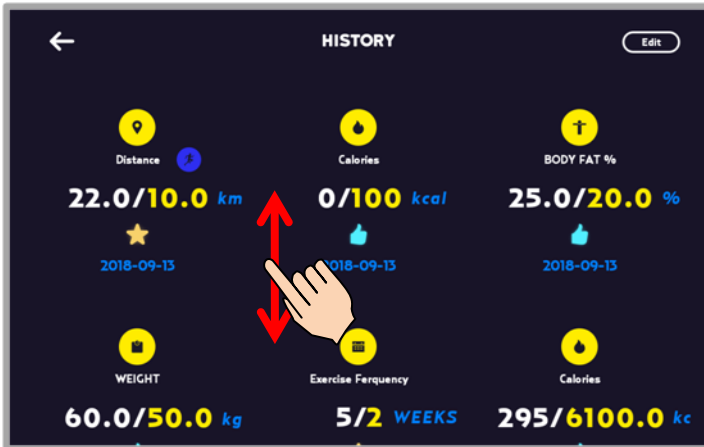 HISTORY
Edit
Distance
Calories
BODY FAT %
22.0/10.0 km
0/100 kcal
25.0/20.0 %
2018-09-13
2018-09-13
2018-09-13
WEIGHT
Exercise Ferquency
Calories
60.0/50.0 kg
5/2 WEEKS
295/6100.0 kc